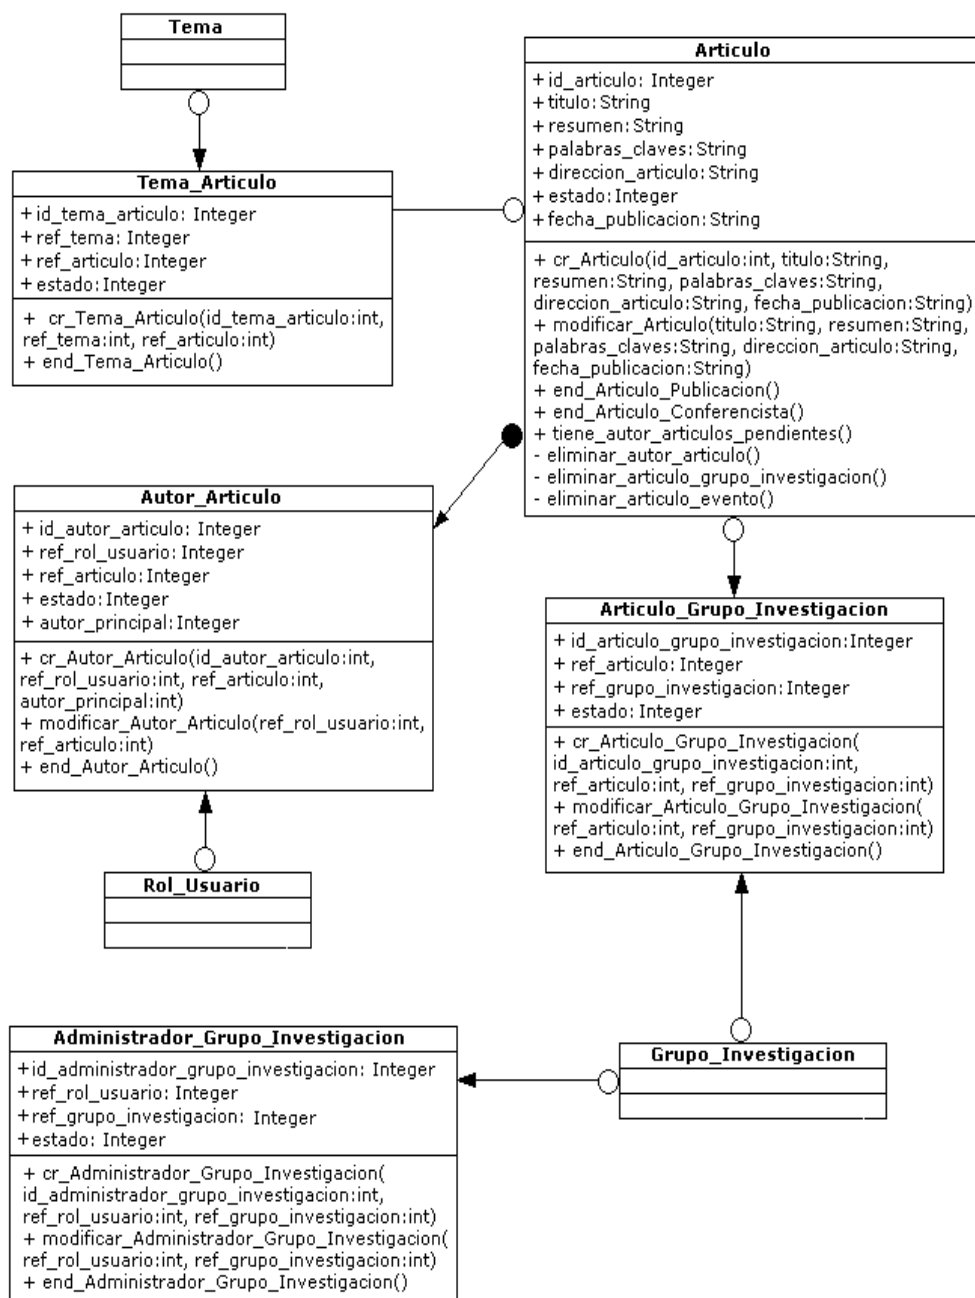 Tema
Tema_Articulo
+ id_tema_articulo: Integer
+ ref_tema: Integer
+ ref_articulo: Integer
+ estado: Integer
+ cr_Tema_Articulo(id_tema_articulo:int,
ref_tema:int, ref_articulo:int)
+ end_Tema_Articulo()
Articulo
+ id_articulo: Integer
+ titulo:String
+ resumen:String
+ palabras_claves:String
+ direccion_articulo:String
+ estado: Integer
+ fecha_publicacion:String
+ cr_Articulo(id_articulo:int, titulo:String,
resumen:String, palabras_claves:String,
direccion_articulo:String, fecha_publicacion:String)
+ modificar_Articulo(titulo:String, resumen:String,
palabras_claves:String, direccion_articulo:String,
fecha_publicacion:String)
+ end_Articulo_Publicacion()
+ end_Articulo_Conferencista()
+ tiene_autor_articulos_pendientes()
- eliminar_autor_articulo()
- eliminar_articulo_grupo_investigacion()
- eliminar_articulo_evento()
Autor_Articulo
+ id_autor_articulo: Integer
+ ref_rol_usuario: Integer
+ ref_articulo: Integer
+ estado: Integer
+ autor_principal: Integer
+ cr_Autor_Articulo(id_autor_articulo:int,
ref_rol_usuario:int, ref_articulo:int,
autor_principal:int)
+ modificar_Autor_Articulo(ref_rol_usuario:int,
ref_articulo:int)
+ end_Autor_Articulo()
Rol_Usuario
Articulo_Grupo_Investigacion
+ id_articulo_grupo_investigacion:Integer
+ ref_articulo: Integer
+ ref_grupo_investigacion: Integer
+ estado: Integer
+ cr_Articulo_Grupo_Investigacion(
id_articulo_grupo_investigacion:int,
ref_articulo:int, ref_grupo_investigacion:int)
+ modificar_Articulo_Grupo_Investigacion(
ref_articulo:int, ref_grupo_investigacion:int)
+ end_Articulo_Grupo_Investigacion()
Grupo_Investigacion
Administrador_Grupo_Investigacion
+id_administrador_grupo_investigacion: Integer
+ref_rol_usuario: Integer
+ref_grupo_investigacion: Integer
+estado: Integer
+ cr_Administrador_Grupo_Investigacion(
id_administrador_grupo_investigacion:int,
ref_rol_usuario:int, ref_grupo_investigacion:int)
+ modificar_Administrador_Grupo_Investigacion(
ref_rol_usuario:int, ref_grupo_investigacion:int)
+ end_Administrador_Grupo_Investigacion()